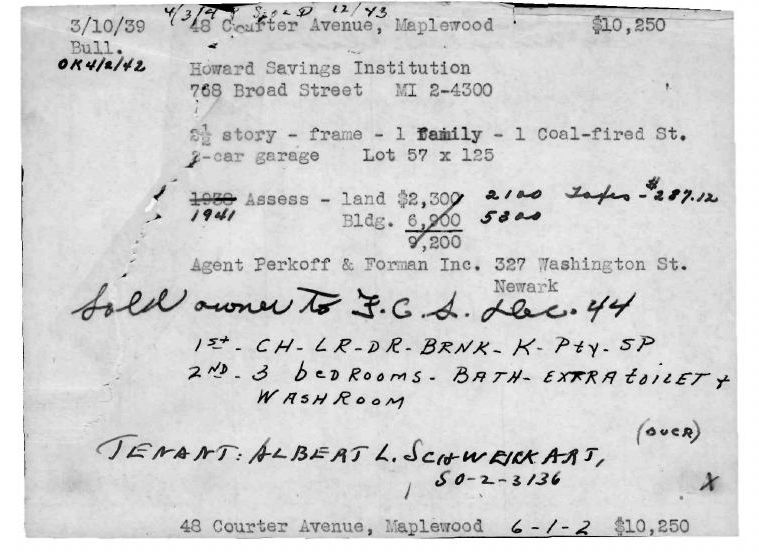 12/43
3/10/39 48 Courter Avenue, Maplewood $10,250
Bull.
OK 4/2/42
Howard Savings Institution
768 Broad Street MI 2-4300
2½ story - frame - 1 family - 1 Coal-fired St.
2-car garage Lot 57 x 125
1938 Assess - land $2,300 2100 Taxes - $287.12
1941 Bldg. 6,900 5300
9,200
Agent Perkoff & Forman Inc. 327 Washington St.
Newark
Sold owner to F.C.S. Dec. 44
1st - CH - LR - DR - BRNK - K - Pty - SP
2ND - 3 bedRooms - BATH - EXTRA toiLET +
WASHROOM
(OVER)
TENANT: ALBERT L. SCHWEIKKART,
SO-2-3136
X
48 Courter Avenue, Maplewood 6-1-2 $10,250